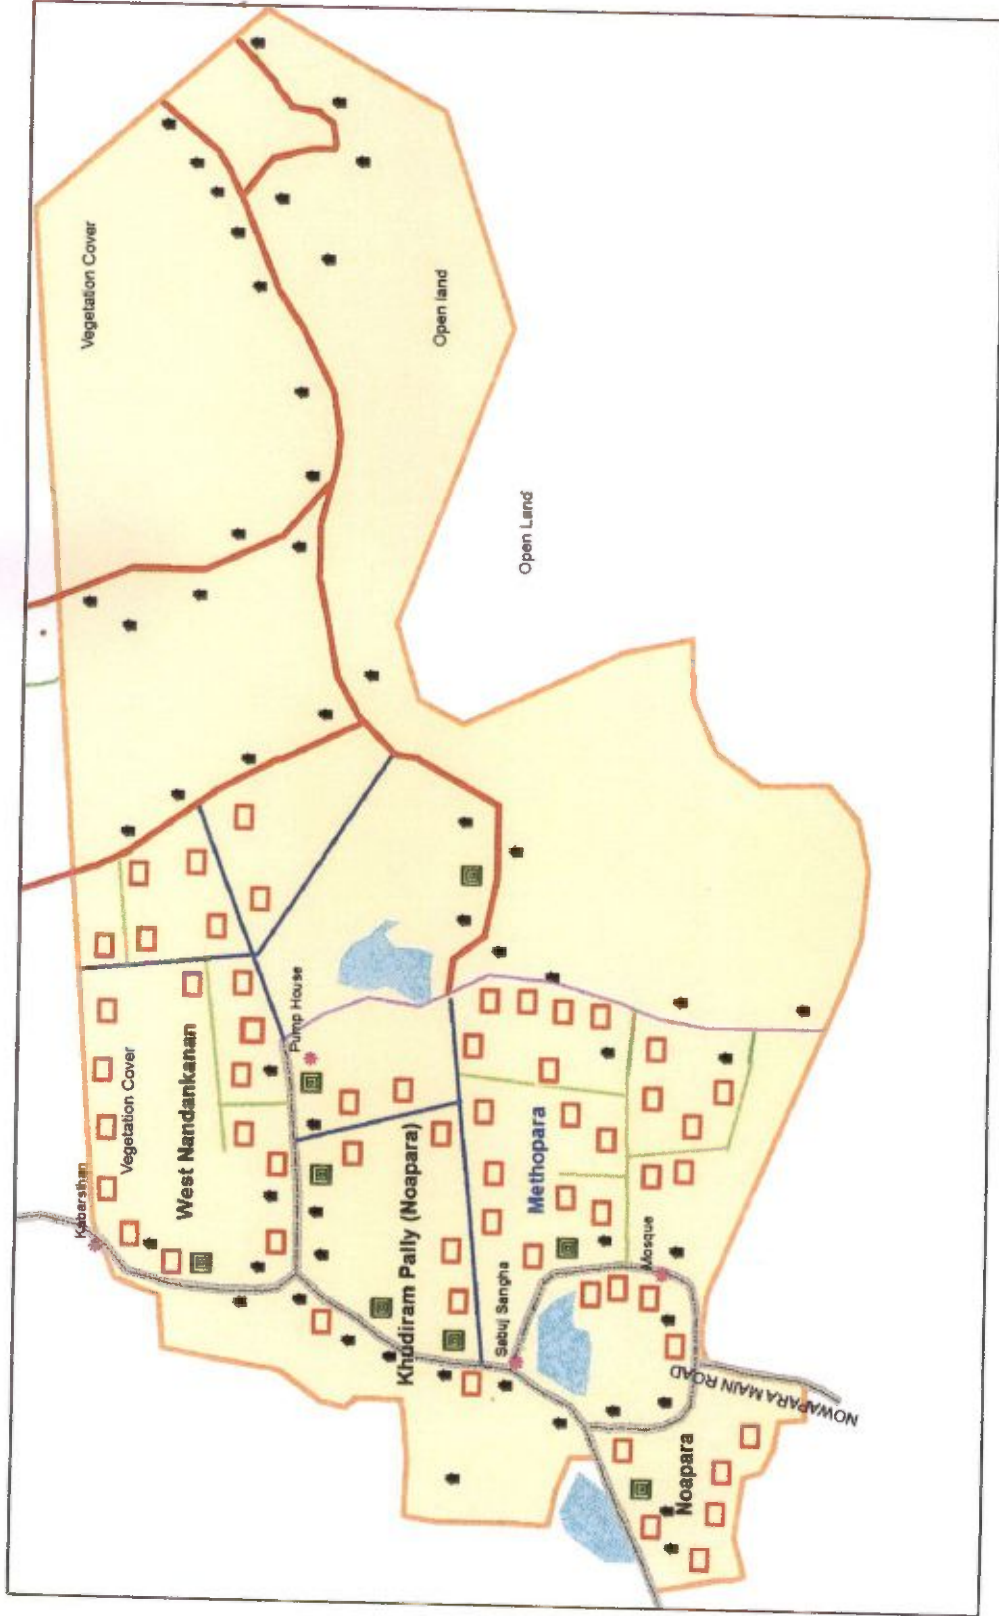 Vegetation Cover
Open land
Open Land
Kabarsthan
Vegetation Cover
West Nandankanan
Pump House
Khudiram Pally (Noapara)
Methopara
Sabuj Sangha
Mosque
NOWAPARA MAIN ROAD
Noapara